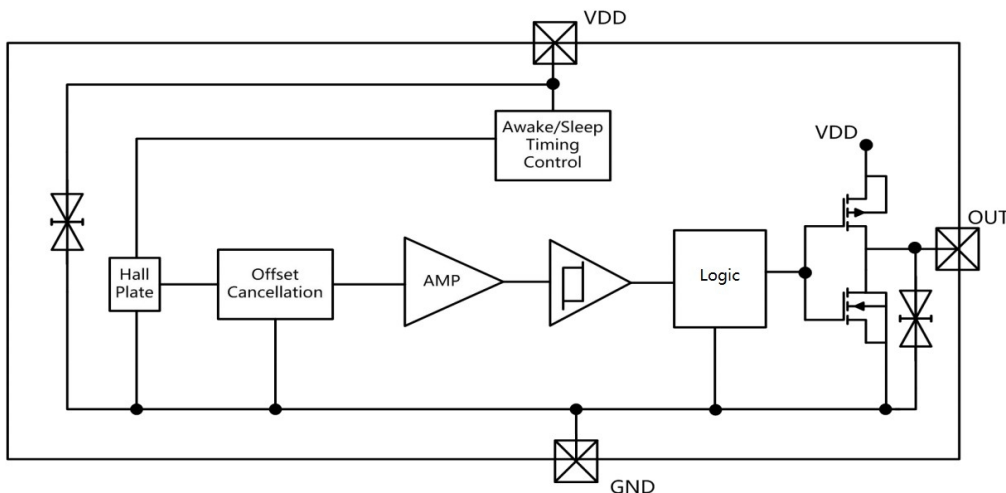 VDD
Awake/Sleep
Timing
Control
VDD
OUT
Hall
Plate
Offset
Cancellation
AMP
Logic
GND